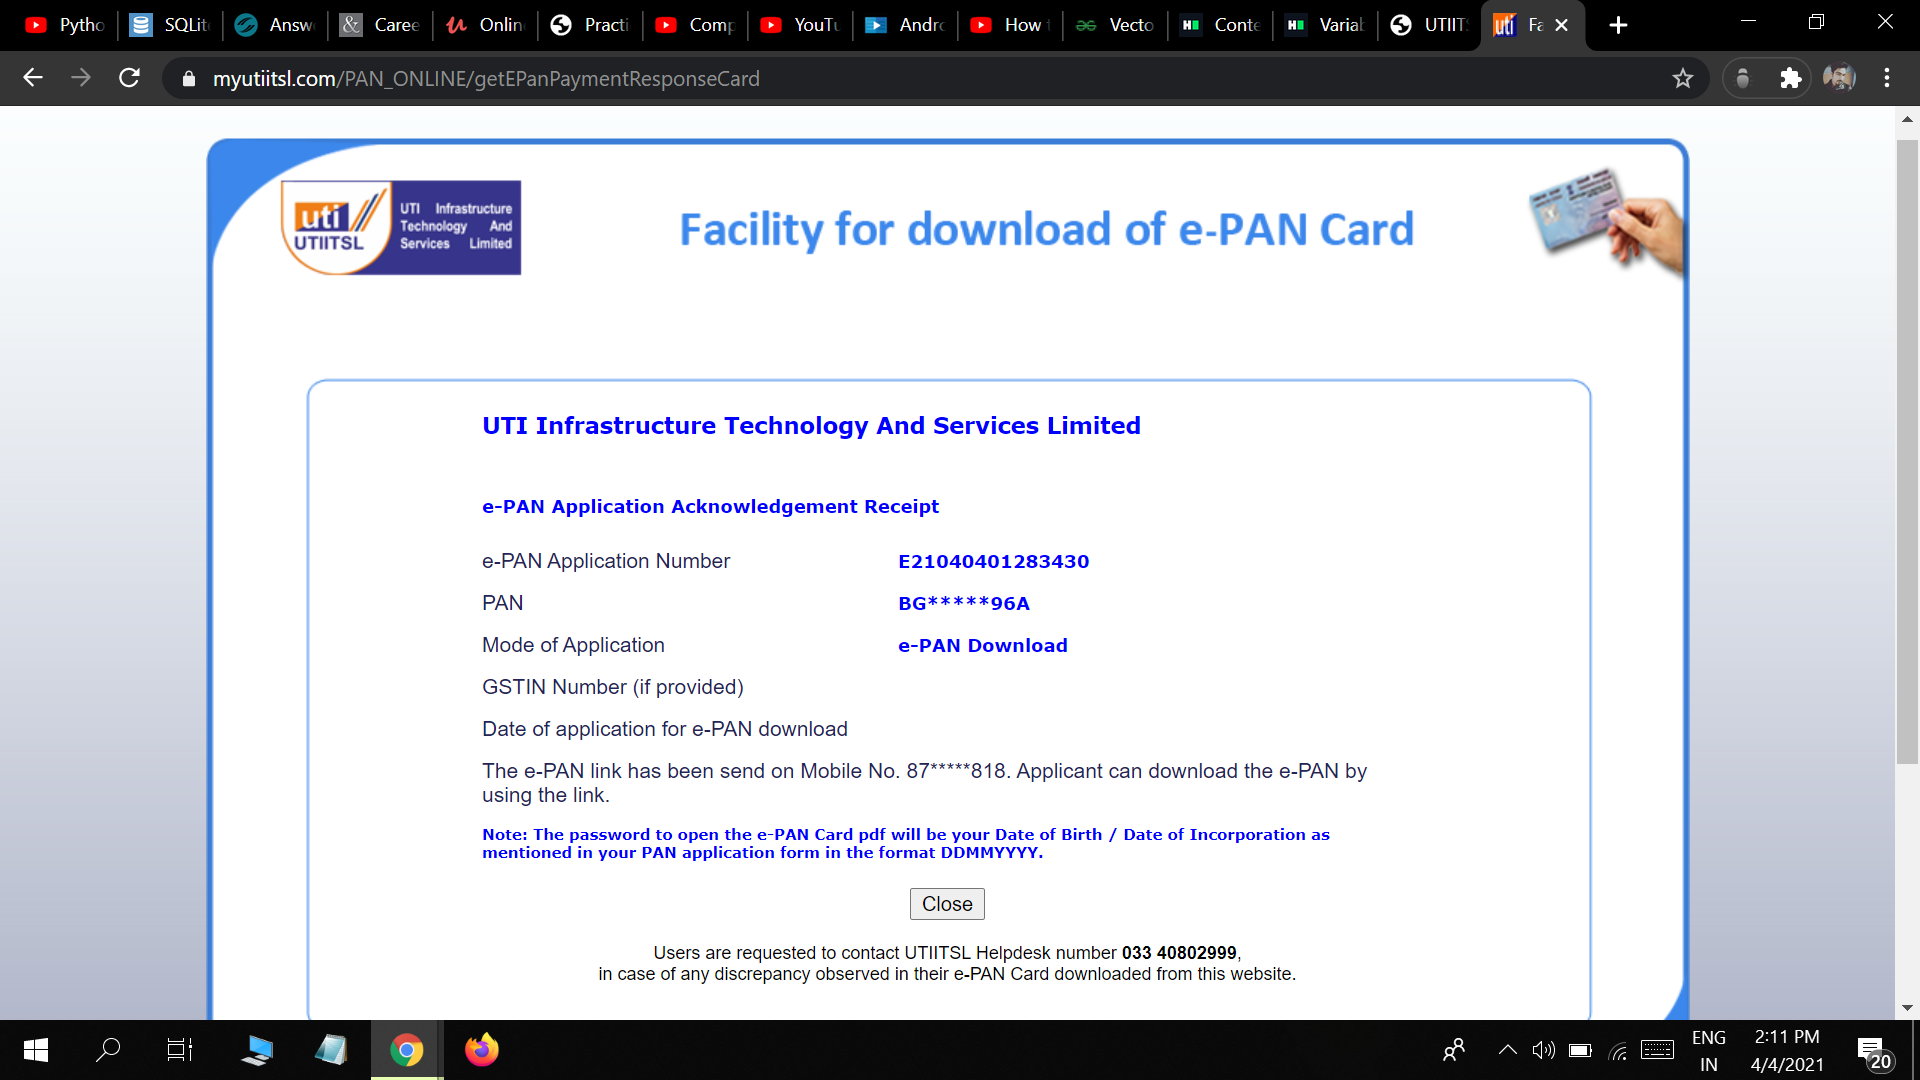 Pytho SQLit Answ Caree Onlin Practi Comp YouTu Andro How t Vecto Conte Variab UTIITS uti Fa
myutiitsl.com/PAN_ONLINE/getEPanPaymentResponseCard
uti UTIITSL
UTI Infrastructure
Technology And
Services Limited
Facility for download of e-PAN Card
UTI Infrastructure Technology And Services Limited
e-PAN Application Acknowledgement Receipt
e-PAN Application Number E21040401283430
PAN BG*****96A
Mode of Application e-PAN Download
GSTIN Number (if provided)
Date of application for e-PAN download
The e-PAN link has been send on Mobile No. 87*****818. Applicant can download the e-PAN by
using the link.
Note: The password to open the e-PAN Card pdf will be your Date of Birth / Date of Incorporation as
mentioned in your PAN application form in the format DDMMYYYY.
Close
Users are requested to contact UTIITSL Helpdesk number 033 40802999,
in case of any discrepancy observed in their e-PAN Card downloaded from this website.
ENG 2:11 PM
IN 4/4/2021 20